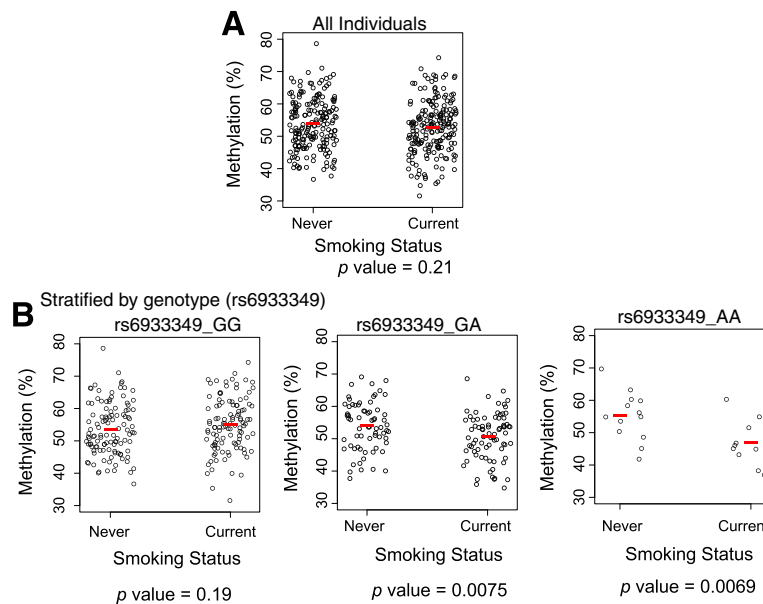 A
All Individuals
80
70
60
50
40
30
Methylation (%)
Never Current
Smoking Status
p value = 0.21
B
Stratified by genotype (rs6933349)
rs6933349_GG
80
70
60
50
40
30
Methylation (%)
Never Current
Smoking Status
p value = 0.19
rs6933349_GA
80
70
60
50
40
30
Methylation (%)
Never Current
Smoking Status
p value = 0.0075
rs6933349_AA
80
70
60
50
40
30
Methylation (%)
Never Curren
Smoking Status
p value = 0.0069